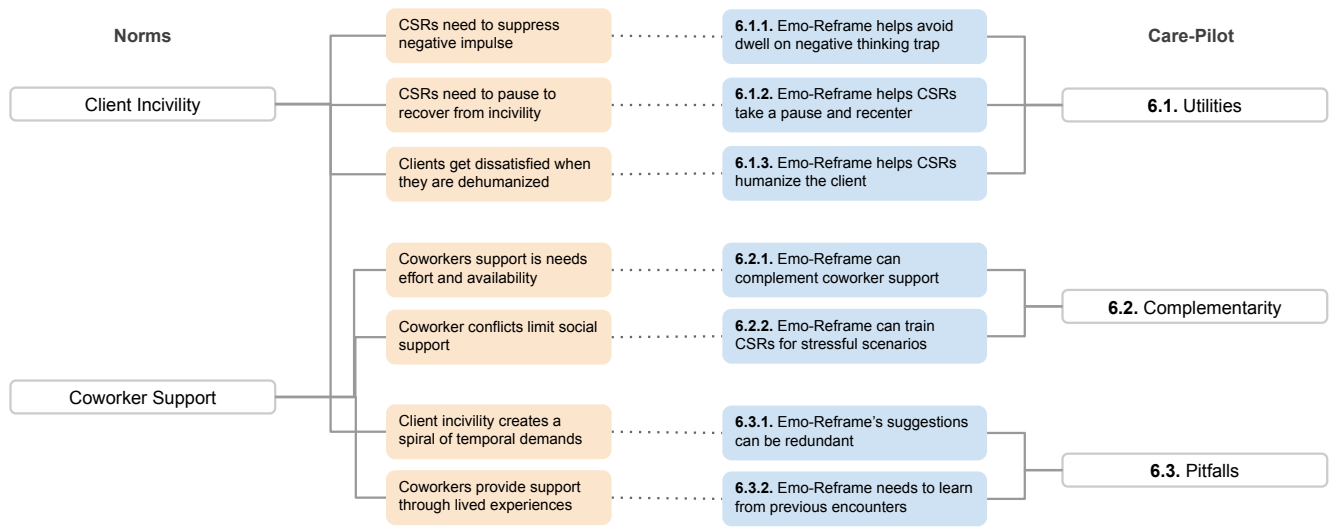 Norms
Care-Pilot
Client Incivility
Coworker Support
CSRs need to suppress
negative impulse
CSRs need to pause to
recover from incivility
Clients get dissatisfied when
they are dehumanized
Coworkers support is needs
effort and availability
Coworker conflicts limit social
support
Client incivility creates a
spiral of temporal demands
Coworkers provide support
through lived experiences
6.1.1. Emo-Reframe helps avoid
dwell on negative thinking trap
6.1.2. Emo-Reframe helps CSRs
take a pause and recenter
6.1.3. Emo-Reframe helps CSRs
humanize the client
6.2.1. Emo-Reframe can
complement coworker support
6.2.2. Emo-Reframe can train
CSRs for stressful scenarios
6.3.1. Emo-Reframe's suggestions
can be redundant
6.3.2. Emo-Reframe needs to learn
from previous encounters
6.1. Utilities
6.2. Complementarity
6.3. Pitfalls